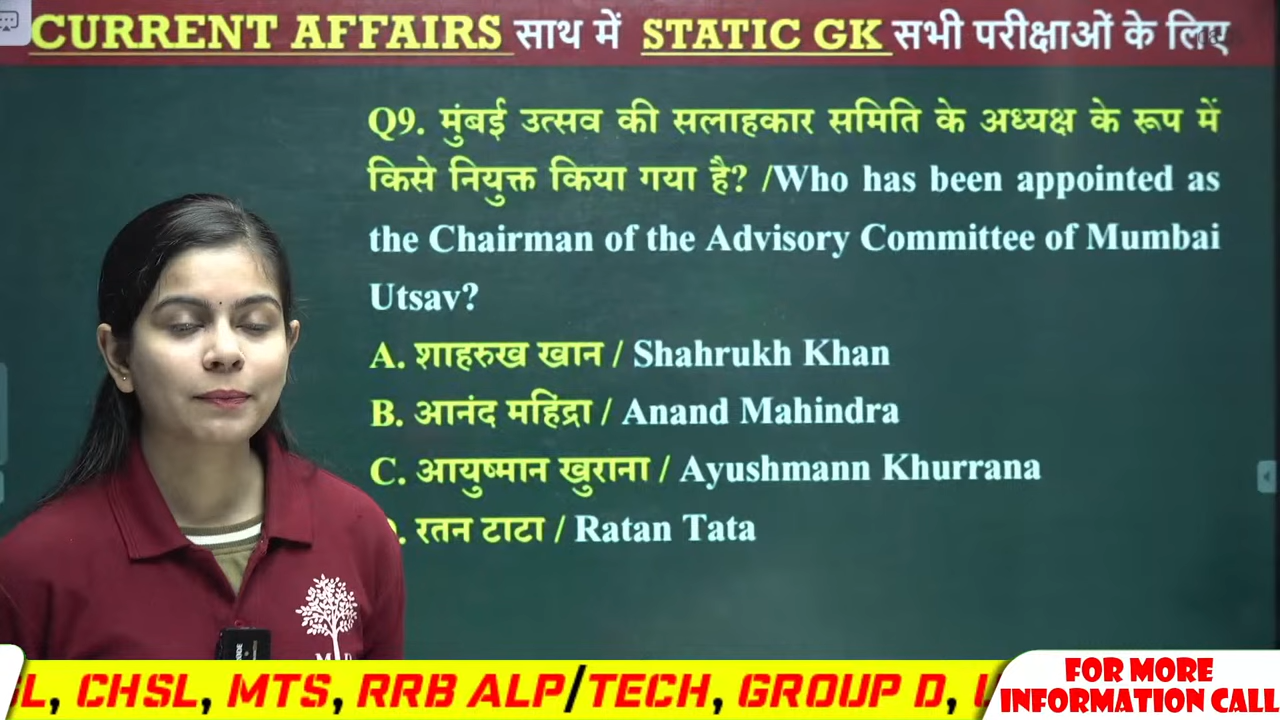 CURRENT AFFAIRS साथ में STATIC GK सभी परीक्षाओं के लिए
Q9. मुंबई उत्सव की सलाहकार समिति के अध्यक्ष के रूप में
किसे नियुक्त किया गया है? /Who has been appointed as
the Chairman of the Advisory Committee of Mumbai
Utsav?
A. शाहरुख खान / Shahrukh Khan
B. आनंद महिंद्रा / Anand Mahindra
C. आयुष्मान खुराना / Ayushmann Khurrana
. रतन टाटा / Ratan Tata
L, CHSL, MTS, RRB ALP/TECH, GROUP D,
FOR MORE
INFORMATION CALL